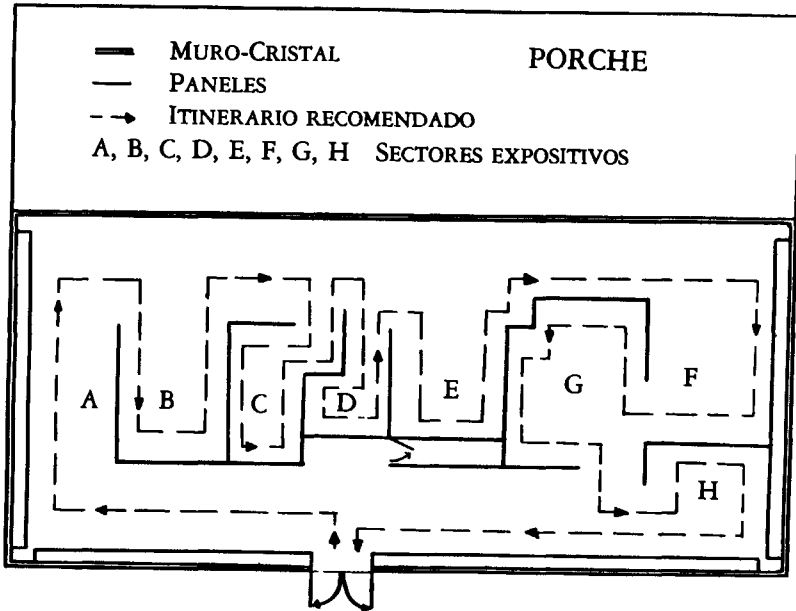 MURO-CRISTAL
PORCHE
PANELES
ITINERARIO RECOMENDADO
A, B, C, D, E, F, G, H SECTORES EXPOSITIVOS
A
B
C
D
E
G
F
H